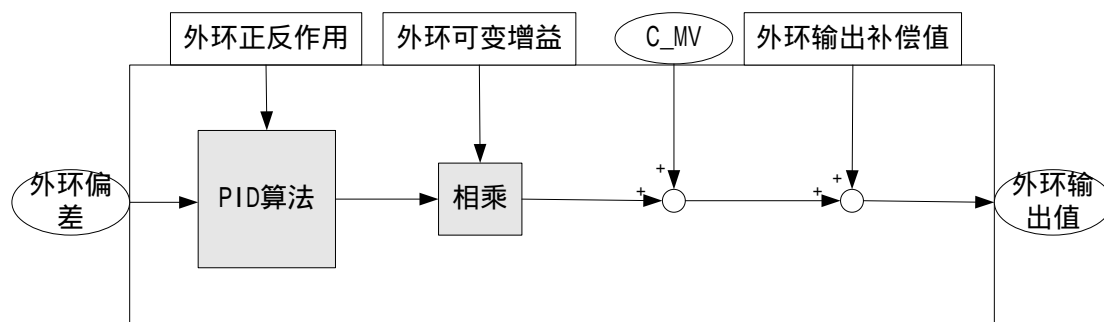 外环正反作用
外环可变增益
C_MV
外环输出补偿值
外环偏
差
PID算法
相乘
+
+
+
+
外环输
出值